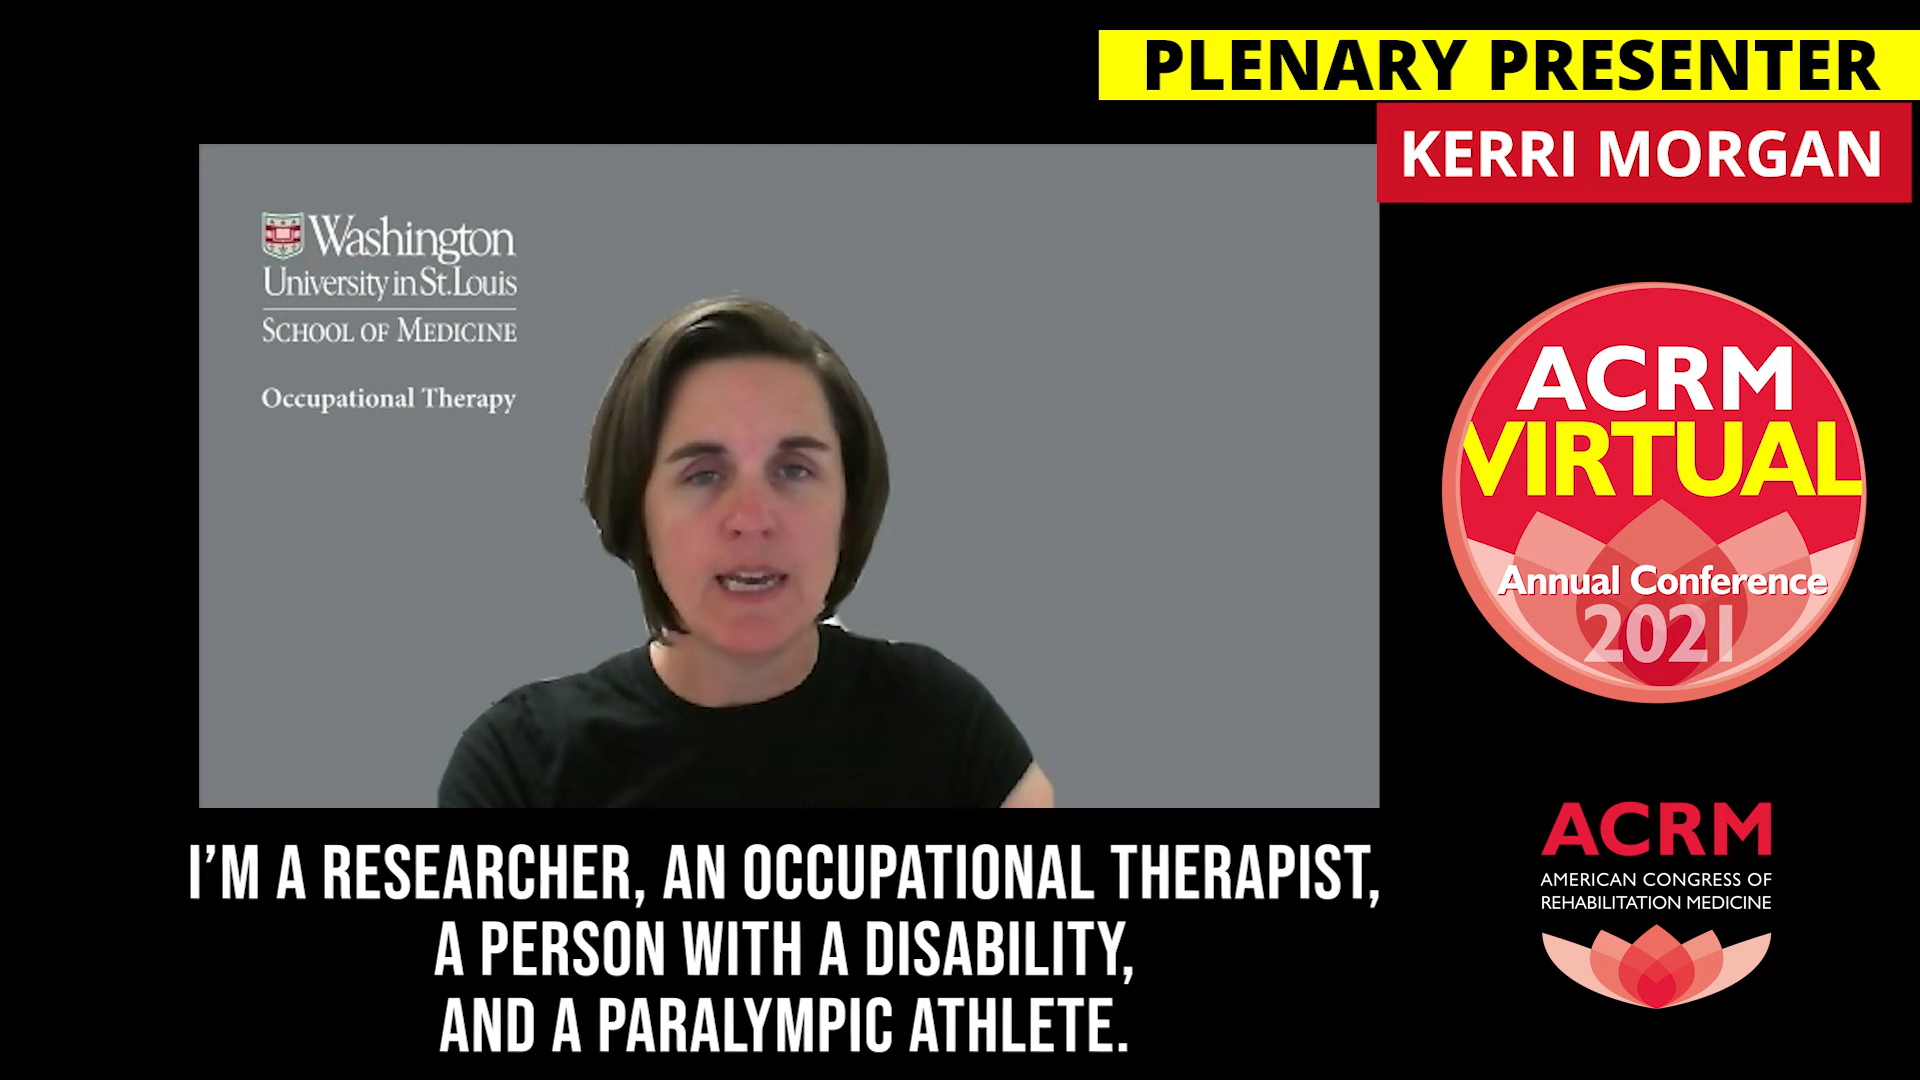 PLENARY PRESENTER
KERRI MORGAN
Washington
University in St. Louis
SCHOOL OF MEDICINE
Occupational Therapy
ACRM
VIRTUAL
Annual Conference
2021
ACRM
AMERICAN CONGRESS OF
REHABILITATION MEDICINE
I’M A RESEARCHER, AN OCCUPATIONAL THERAPIST,
A PERSON WITH A DISABILITY,
AND A PARALYMPIC ATHLETE.